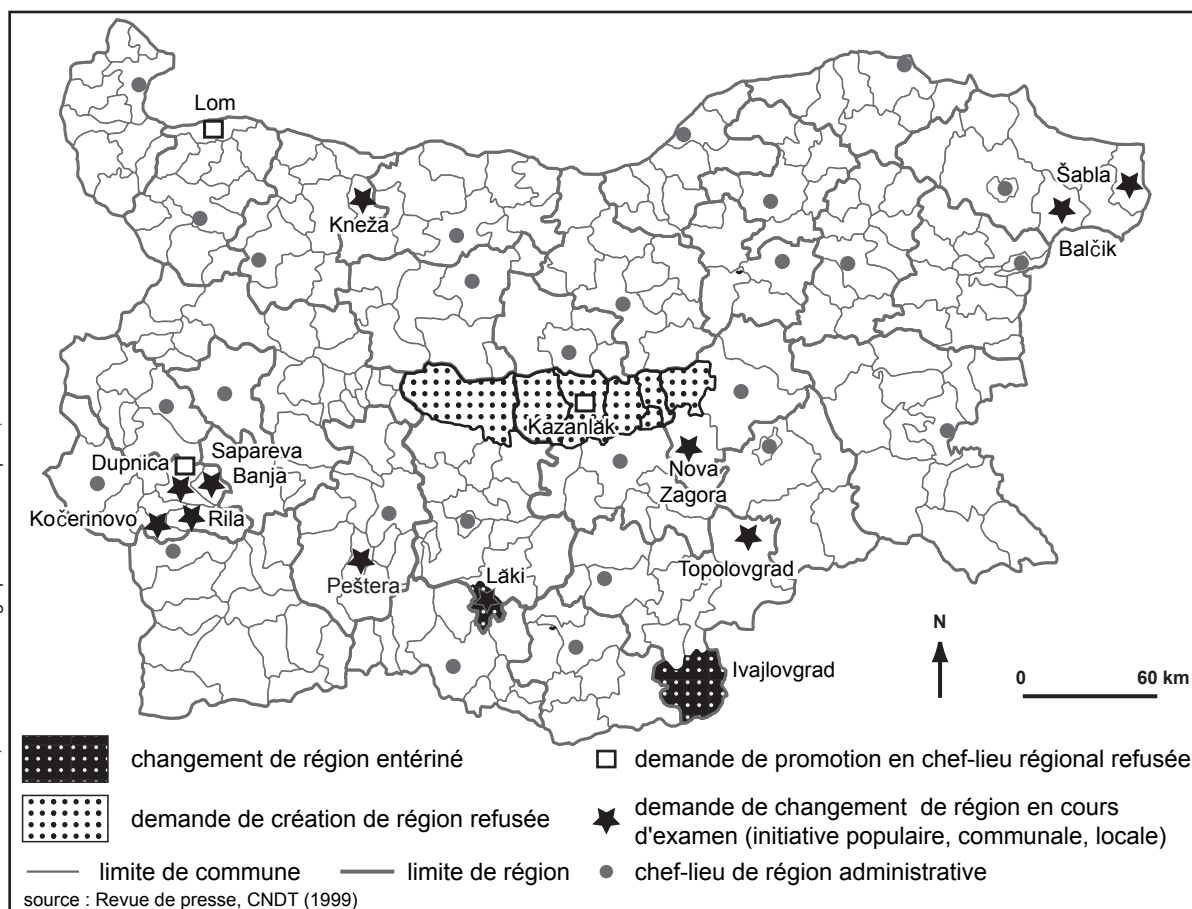 Lom
Kneža
Šabla
Balčik
Kazanlăk
Dupnica
Sapareva
Banja
Kočerinovo
Rila
Nova
Zagora
Peštera
Lăki
Topolovgrad
Ivajlovgrad
N
0 60 km
changement de région entériné
demande de création de région refusée
limite de commune
limite de région
demande de promotion en chef-lieu régional refusée
demande de changement de région en cours
d'examen (initiative populaire, communale, locale)
chef-lieu de région administrative
source : Revue de presse, CNDT (1999)